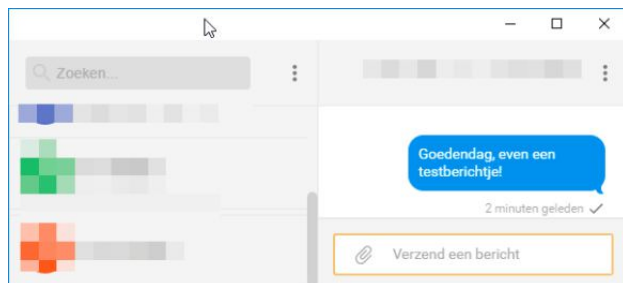 Zoeken...
Goedendag, even een
testberichtje!
2 minuten geleden
Verzend een bericht